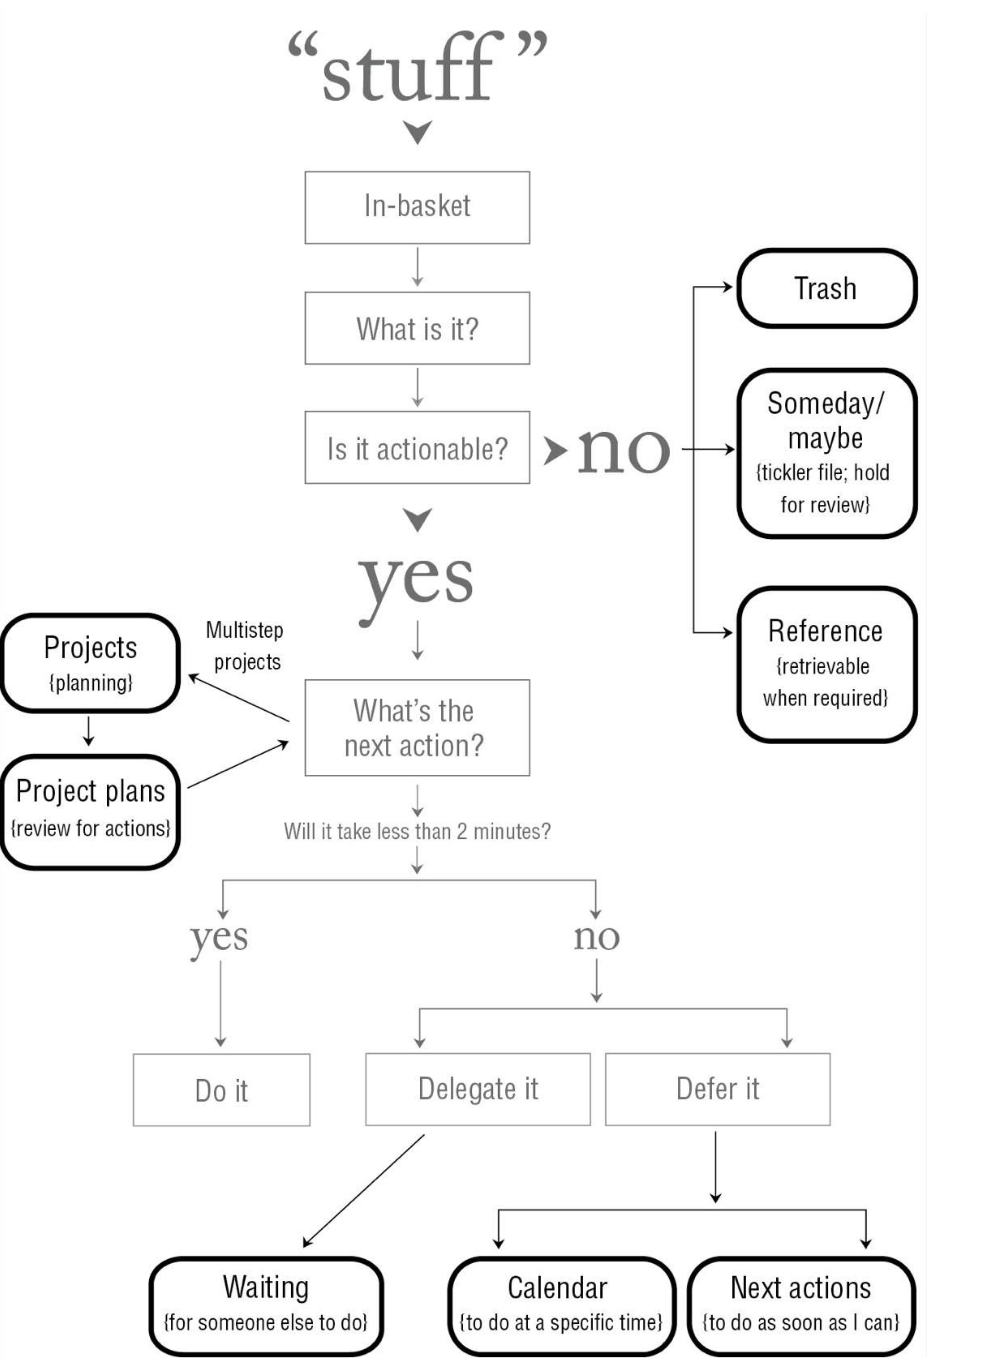 “stuff”
In-basket
What is it?
Is it actionable?
no
Trash
Someday/
maybe
{tickler file; hold
for review}
Reference
{retrievable
when required}
yes
Multistep
projects
Projects
{planning}
Project plans
{review for actions}
What’s the
next action?
Will it take less than 2 minutes?
yes
no
Do it
Delegate it
Defer it
Waiting
{for someone else to do}
Calendar
{to do at a specific time}
Next actions
{to do as soon as I can}